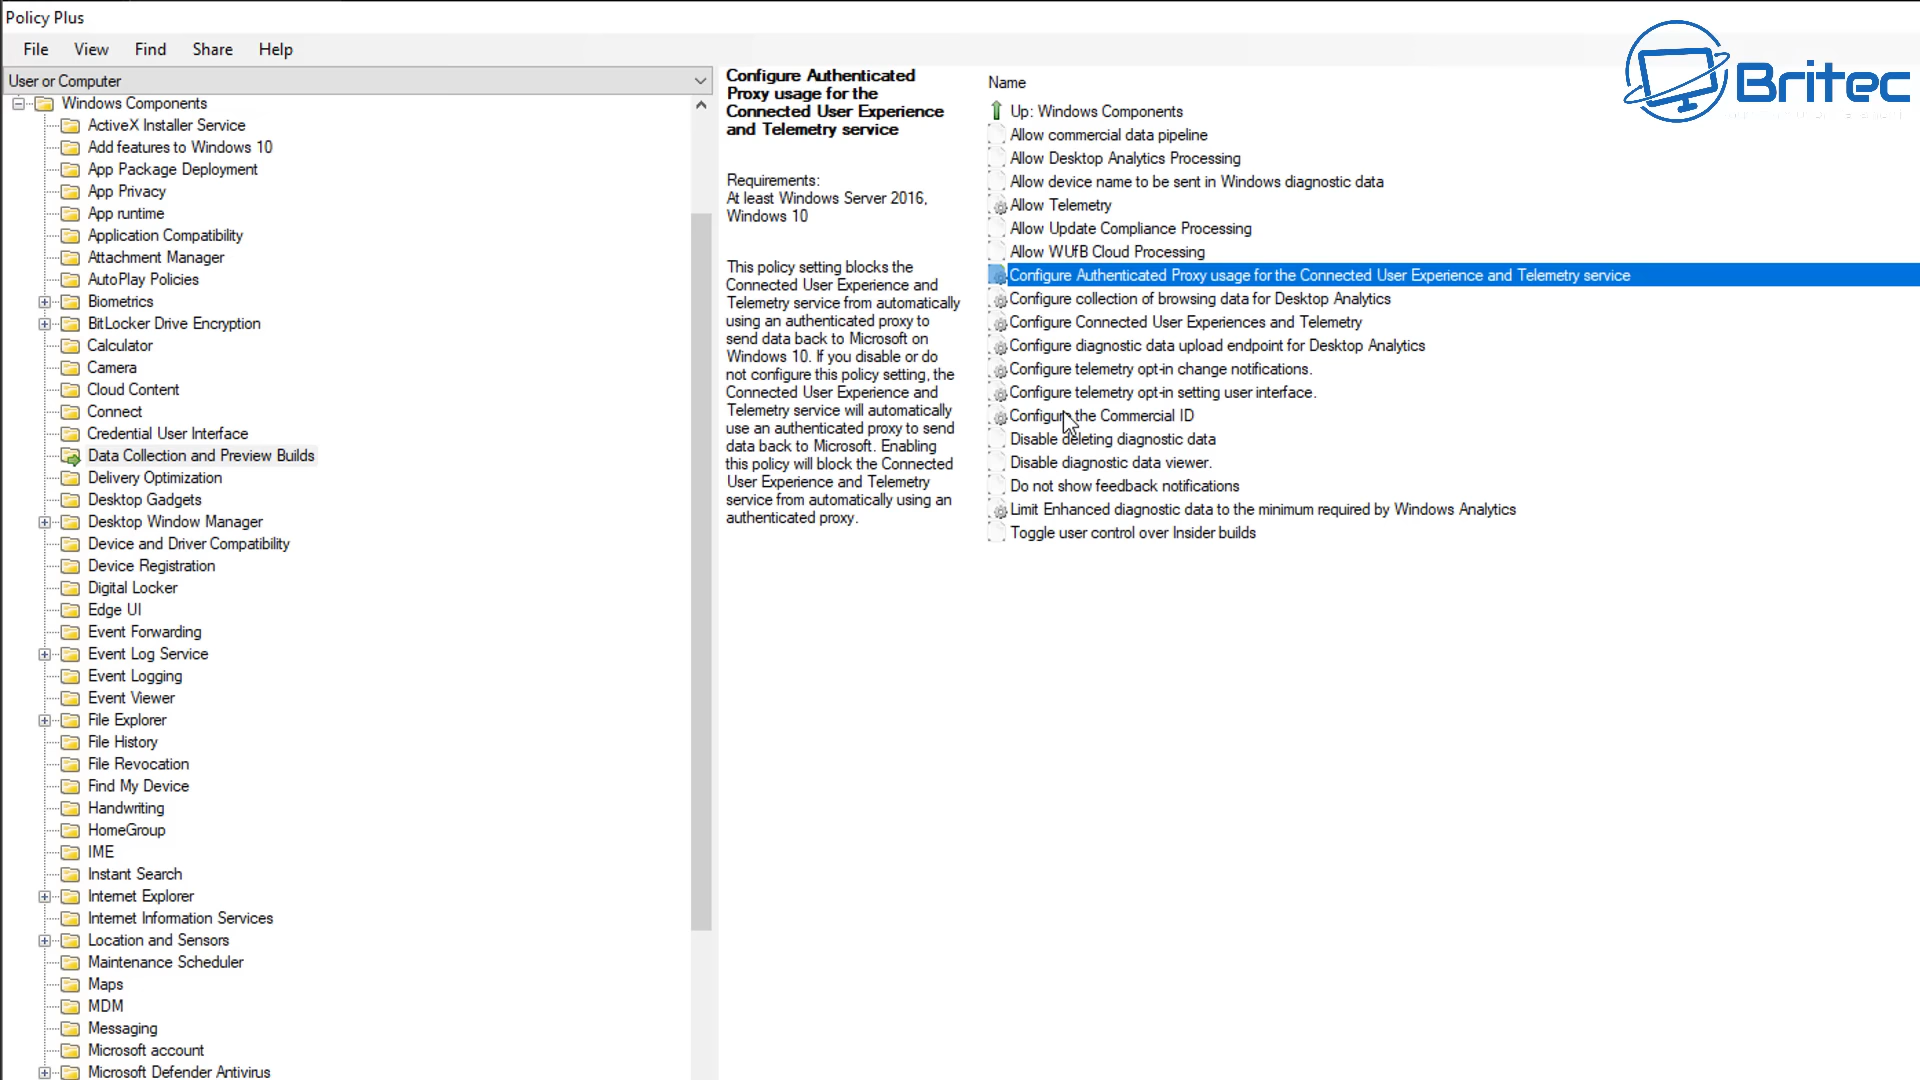 Policy Plus
File View Find Share Help
User or Computer
Windows Components
ActiveX Installer Service
Add features to Windows 10
App Package Deployment
App Privacy
App runtime
Application Compatibility
Attachment Manager
AutoPlay Policies
Biometrics
BitLocker Drive Encryption
Calculator
Camera
Cloud Content
Connect
Credential User Interface
Data Collection and Preview Builds
Delivery Optimization
Desktop Gadgets
Desktop Window Manager
Device and Driver Compatibility
Device Registration
Digital Locker
Edge UI
Event Forwarding
Event Log Service
Event Logging
Event Viewer
File Explorer
File History
File Revocation
Find My Device
Handwriting
HomeGroup
IME
Instant Search
Internet Explorer
Internet Information Services
Location and Sensors
Maintenance Scheduler
Maps
MDM
Messaging
Microsoft account
Microsoft Defender Antivirus
Configure Authenticated
Proxy usage for the
Connected User Experience
and Telemetry service
Requirements:
At least Windows Server 2016,
Windows 10
This policy setting blocks the
Connected User Experience and
Telemetry service from automatically
using an authenticated proxy to
send data back to Microsoft on
Windows 10. If you disable or do
not configure this policy setting, the
Connected User Experience and
Telemetry service will automatically
use an authenticated proxy to send
data back to Microsoft. Enabling
this policy will block the Connected
User Experience and Telemetry
service from automatically using an
authenticated proxy.
Name
Up: Windows Components
Allow commercial data pipeline
Allow Desktop Analytics Processing
Allow device name to be sent in Windows diagnostic data
Allow Telemetry
Allow Update Compliance Processing
Allow WUfB Cloud Processing
Configure Authenticated Proxy usage for the Connected User Experience and Telemetry service
Configure collection of browsing data for Desktop Analytics
Configure Connected User Experiences and Telemetry
Configure diagnostic data upload endpoint for Desktop Analytics
Configure telemetry opt-in change notifications.
Configure telemetry opt-in setting user interface.
Configure the Commercial ID
Disable deleting diagnostic data
Disable diagnostic data viewer.
Do not show feedback notifications
Limit Enhanced diagnostic data to the minimum required by Windows Analytics
Toggle user control over Insider builds
Britec